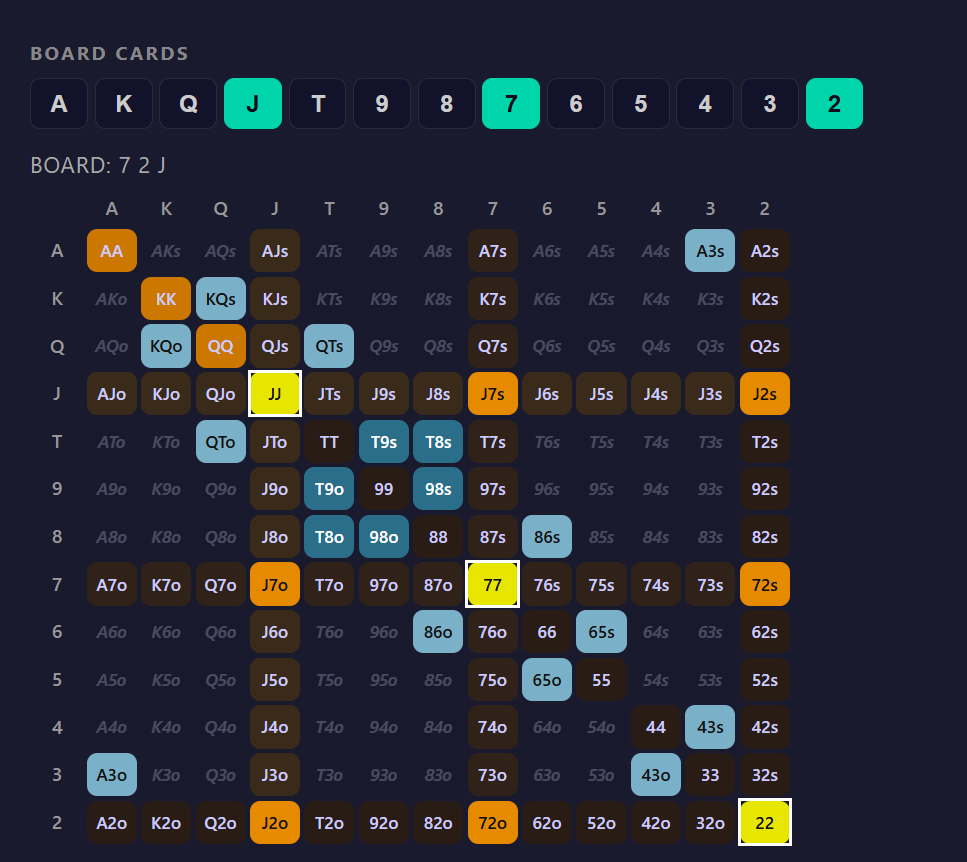 BOARD CARDS
A K Q J T 9 8 7 6 5 4 3 2
BOARD: 7 2 J
A K Q J T 9 8 7 6 5 4 3 2
A AA AKs AQs AJs ATs A9s A8s A7s A6s A5s A4s A3s A2s
K AKo KK KQs KJs KTs K9s K8s K7s K6s K5s K4s K3s K2s
Q AQo KQo QQ QJs QTs Q9s Q8s Q7s Q6s Q5s Q4s Q3s Q2s
J AJo KJo QJo JJ JTs J9s J8s J7s J6s J5s J4s J3s J2s
T ATo KTo QTo JTo TT T9s T8s T7s T6s T5s T4s T3s T2s
9 A9o K9o Q9o J9o T9o 99 98s 97s 96s 95s 94s 93s 92s
8 A8o K8o Q8o J8o T8o 98o 88 87s 86s 85s 84s 83s 82s
7 A7o K7o Q7o J7o T7o 97o 87o 77 76s 75s 74s 73s 72s
6 A6o K6o Q6o J6o T6o 96o 86o 76o 66 65s 64s 63s 62s
5 A5o K5o Q5o J5o T5o 95o 85o 75o 65o 55 54s 53s 52s
4 A4o K4o Q4o J4o T4o 94o 84o 74o 64o 54o 44 43s 42s
3 A3o K3o Q3o J3o T3o 93o 83o 73o 63o 53o 43o 33 32s
2 A2o K2o Q2o J2o T2o 92o 82o 72o 62o 52o 42o 32o 22